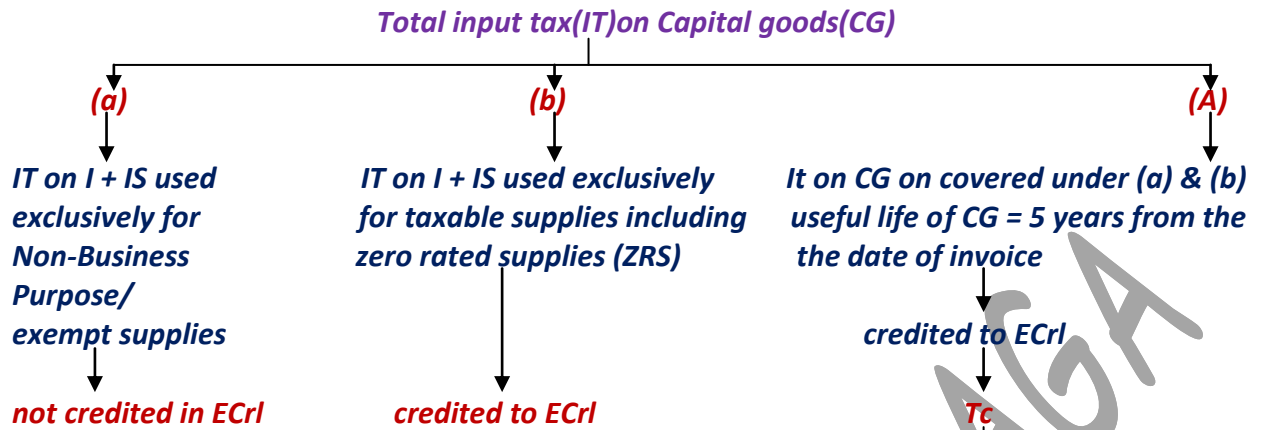 Total input tax(IT)on Capital goods(CG)
(a)
(b)
(A)
IT on I + IS used
exclusively for
Non-Business
Purpose/
exempt supplies
IT on I + IS used exclusively
for taxable supplies including
zero rated supplies (ZRS)
It on CG on covered under (a) & (b)
useful life of CG = 5 years from the
the date of invoice
credited to ECrl
not credited in ECrl
credited to ECrl
Tc
AGA